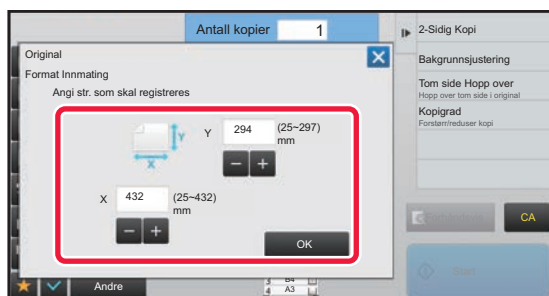 Antall kopier 1
Original
Format Innmating
Angi str. som skal registreres
Y 294 (25~297)
mm
Y
X
X 432 (25~432)
mm
OK
2-Sidig Kopi
Bakgrunnsjustering
Tom side Hopp over
Hopp over tom side i original
Kopigrad
Forstørr/reduser kopi
CA
Start
Andre
B4
A3